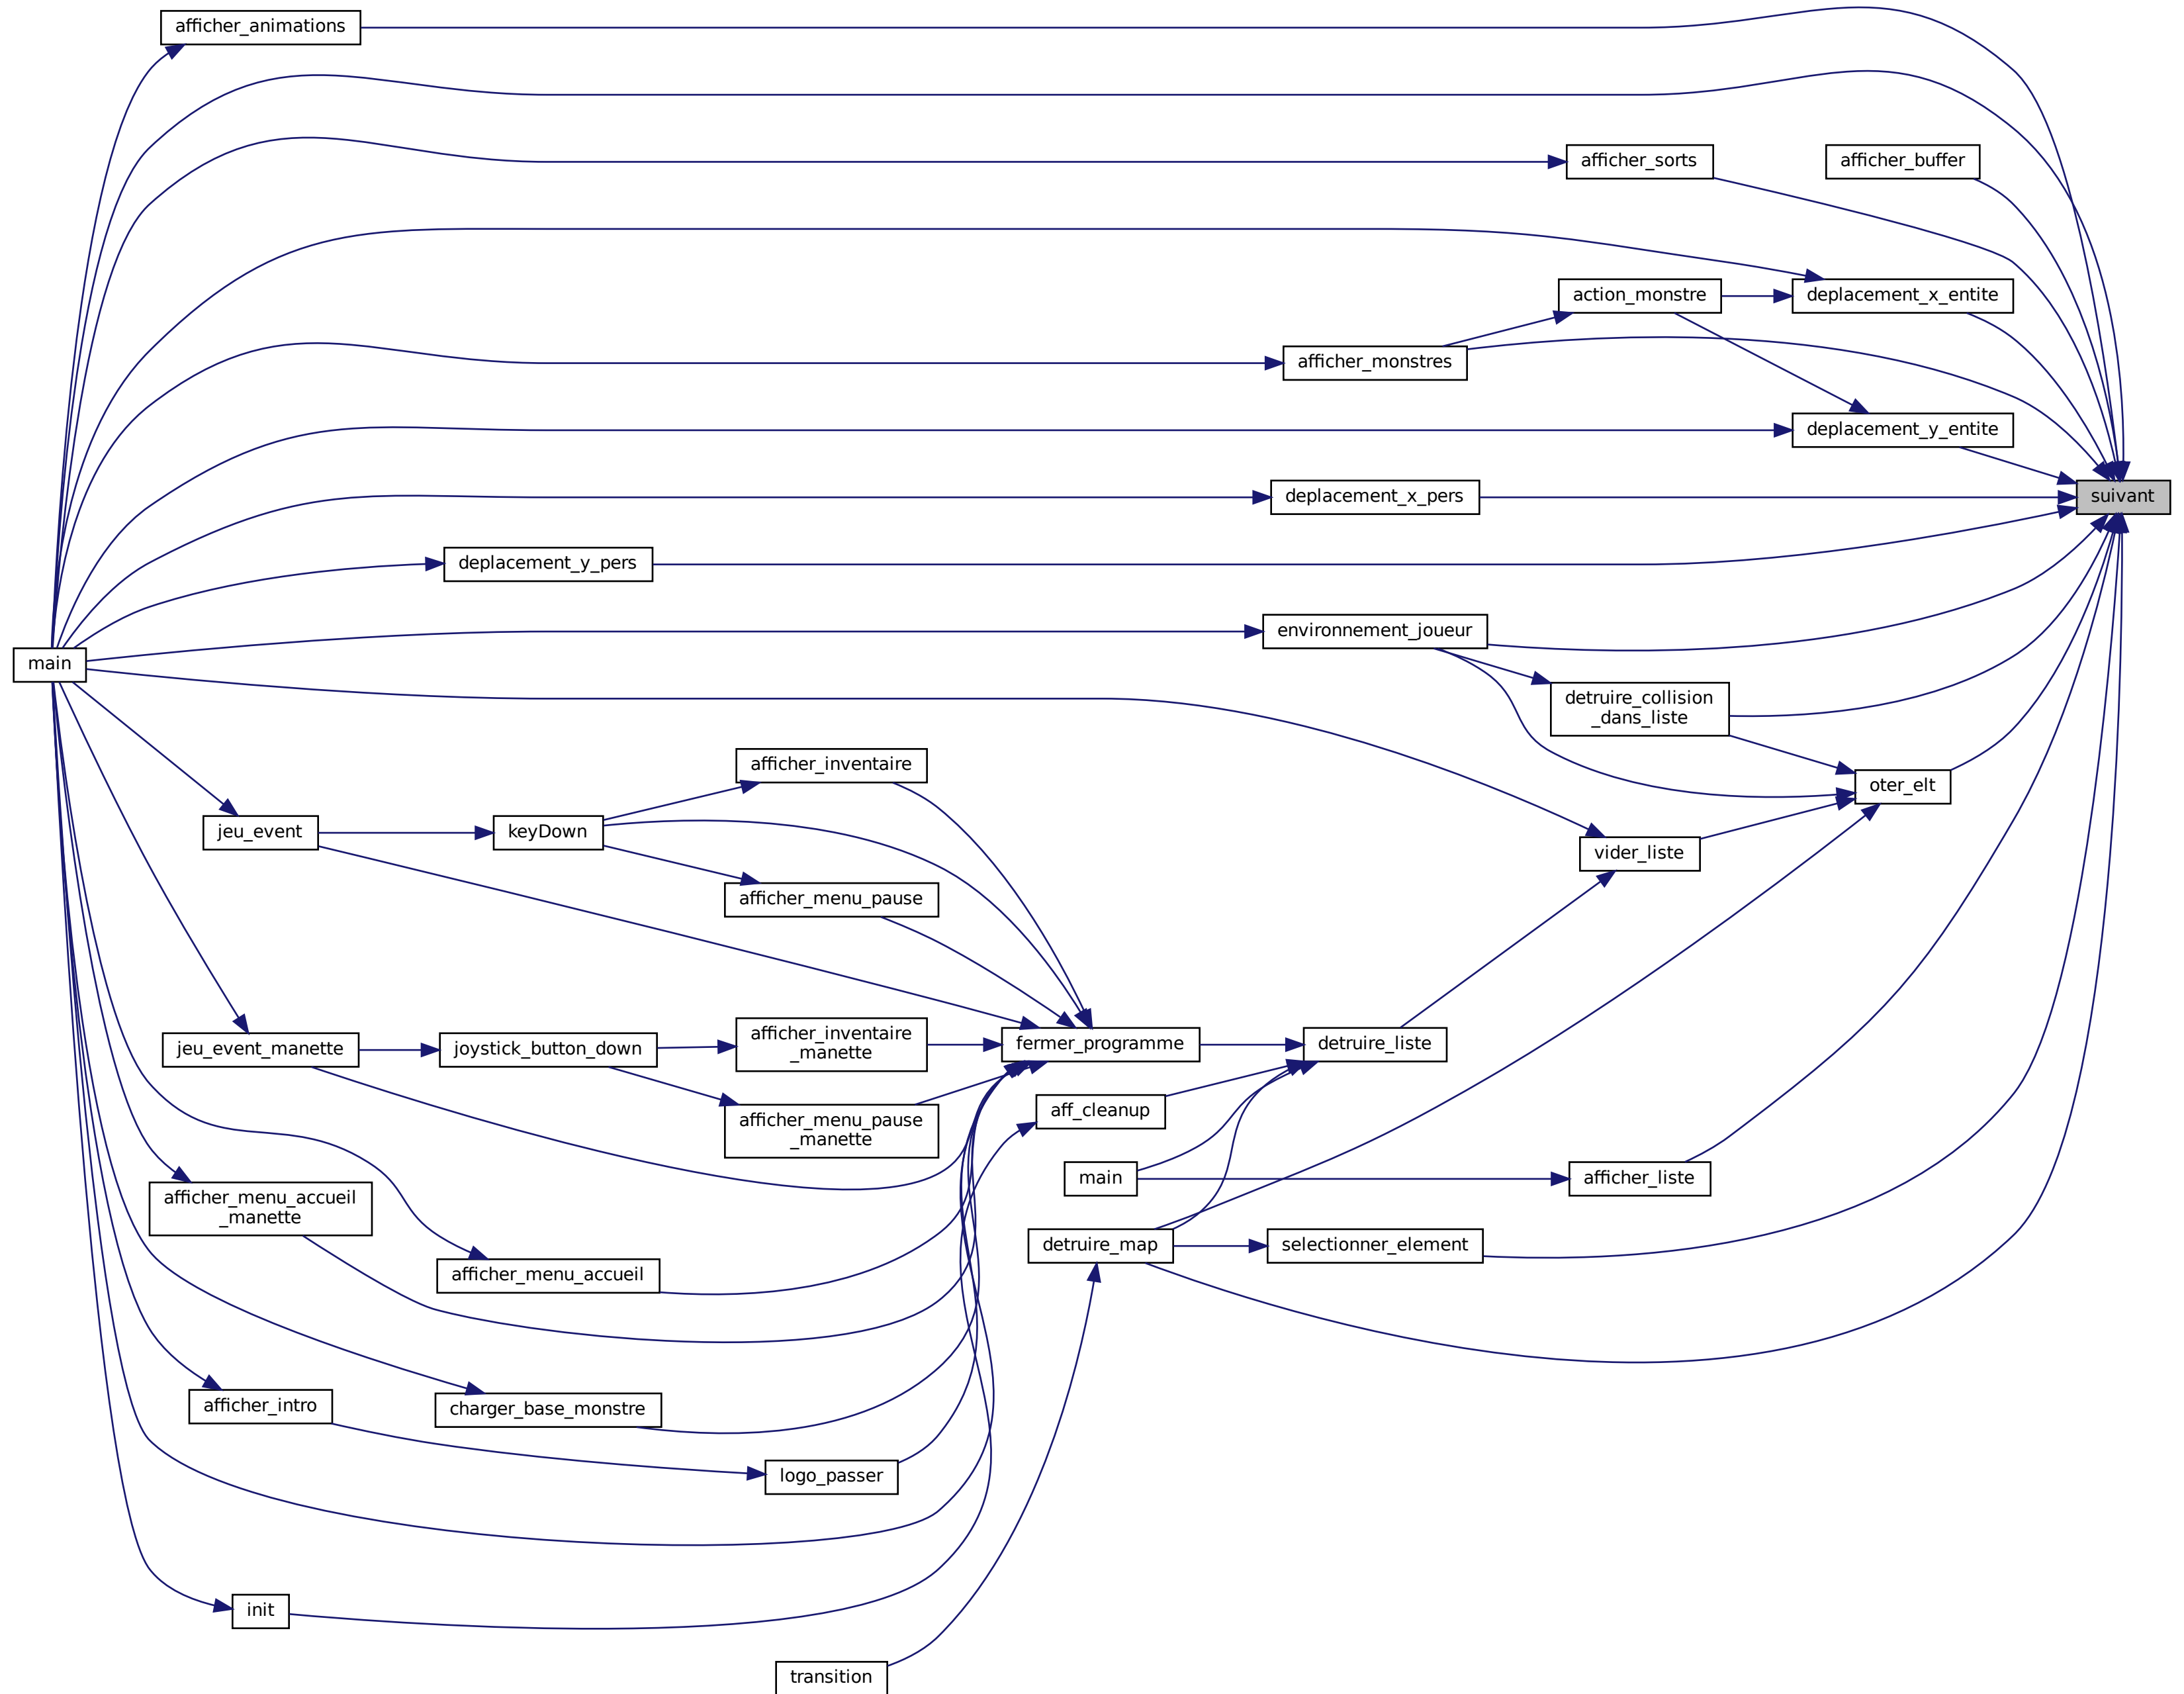 afficher_animations
afficher_sorts
afficher_buffer
action_monstre
deplacement_x_entite
afficher_monstres
deplacement_y_entite
deplacement_x_pers
suivant
deplacement_y_pers
environnement_joueur
main
detruire_collision
_dans_liste
afficher_inventaire
oter_elt
jeu_event
keyDown
vider_liste
afficher_menu_pause
jeu_event_manette
joystick_button_down
afficher_inventaire
_manette
fermer_programme
detruire_liste
afficher_menu_pause
_manette
aff_cleanup
main
afficher_liste
afficher_menu_accueil
_manette
detruire_map
selectionner_element
afficher_menu_accueil
afficher_intro
charger_base_monstre
logo_passer
init
transition